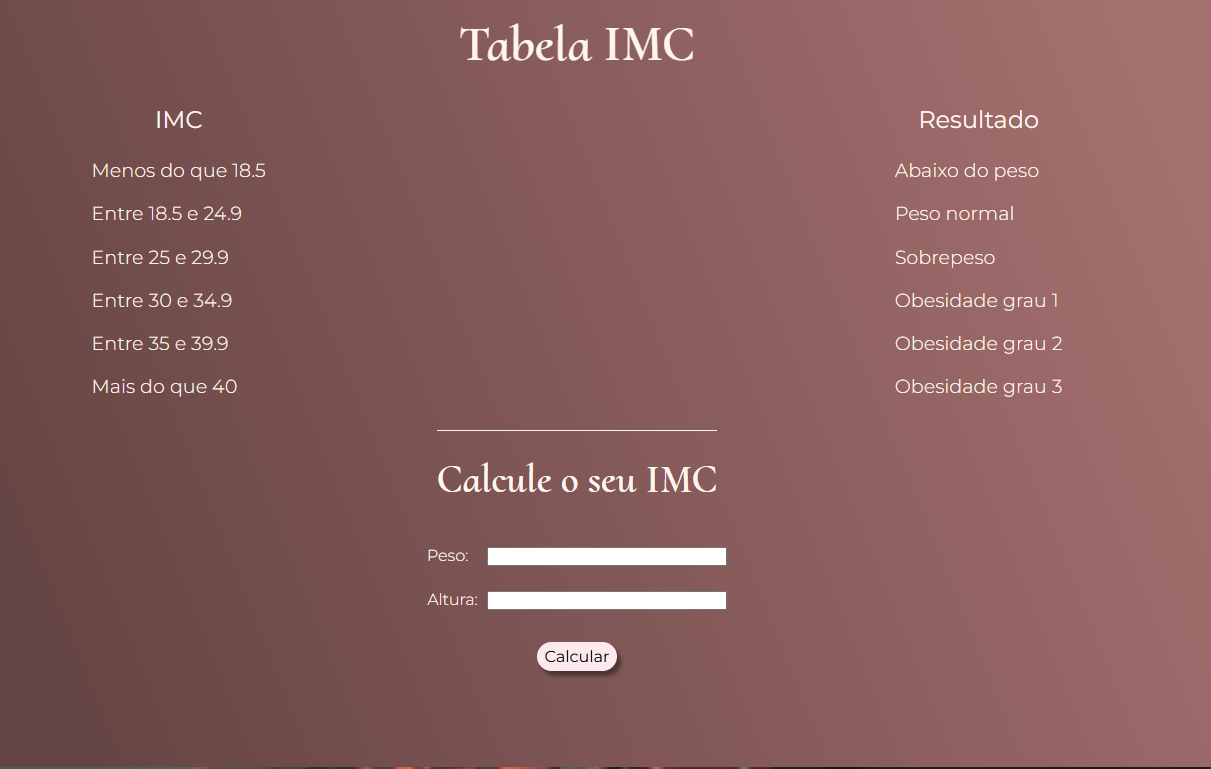 Tabela IMC
IMC Resultado
Menos do que 18.5 Abaixo do peso
Entre 18.5 e 24.9 Peso normal
Entre 25 e 29.9 Sobrepeso
Entre 30 e 34.9 Obesidade grau 1
Entre 35 e 39.9 Obesidade grau 2
Mais do que 40 Obesidade grau 3
Calcule o seu IMC
Peso:
Altura:
Calcular